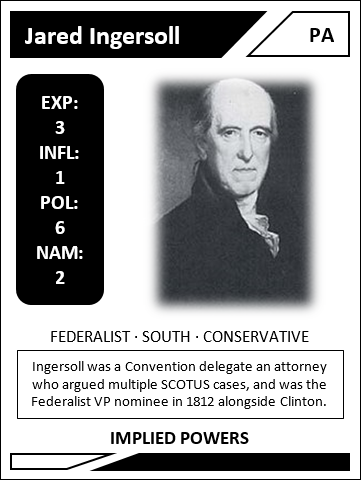 Jared Ingersoll
PA
EXP:
3
INFL:
1
POL:
6
NAM:
2
FEDERALIST · SOUTH · CONSERVATIVE
Ingersoll was a Convention delegate an attorney
who argued multiple SCOTUS cases, and was the
Federalist VP nominee in 1812 alongside Clinton.
IMPLIED POWERS